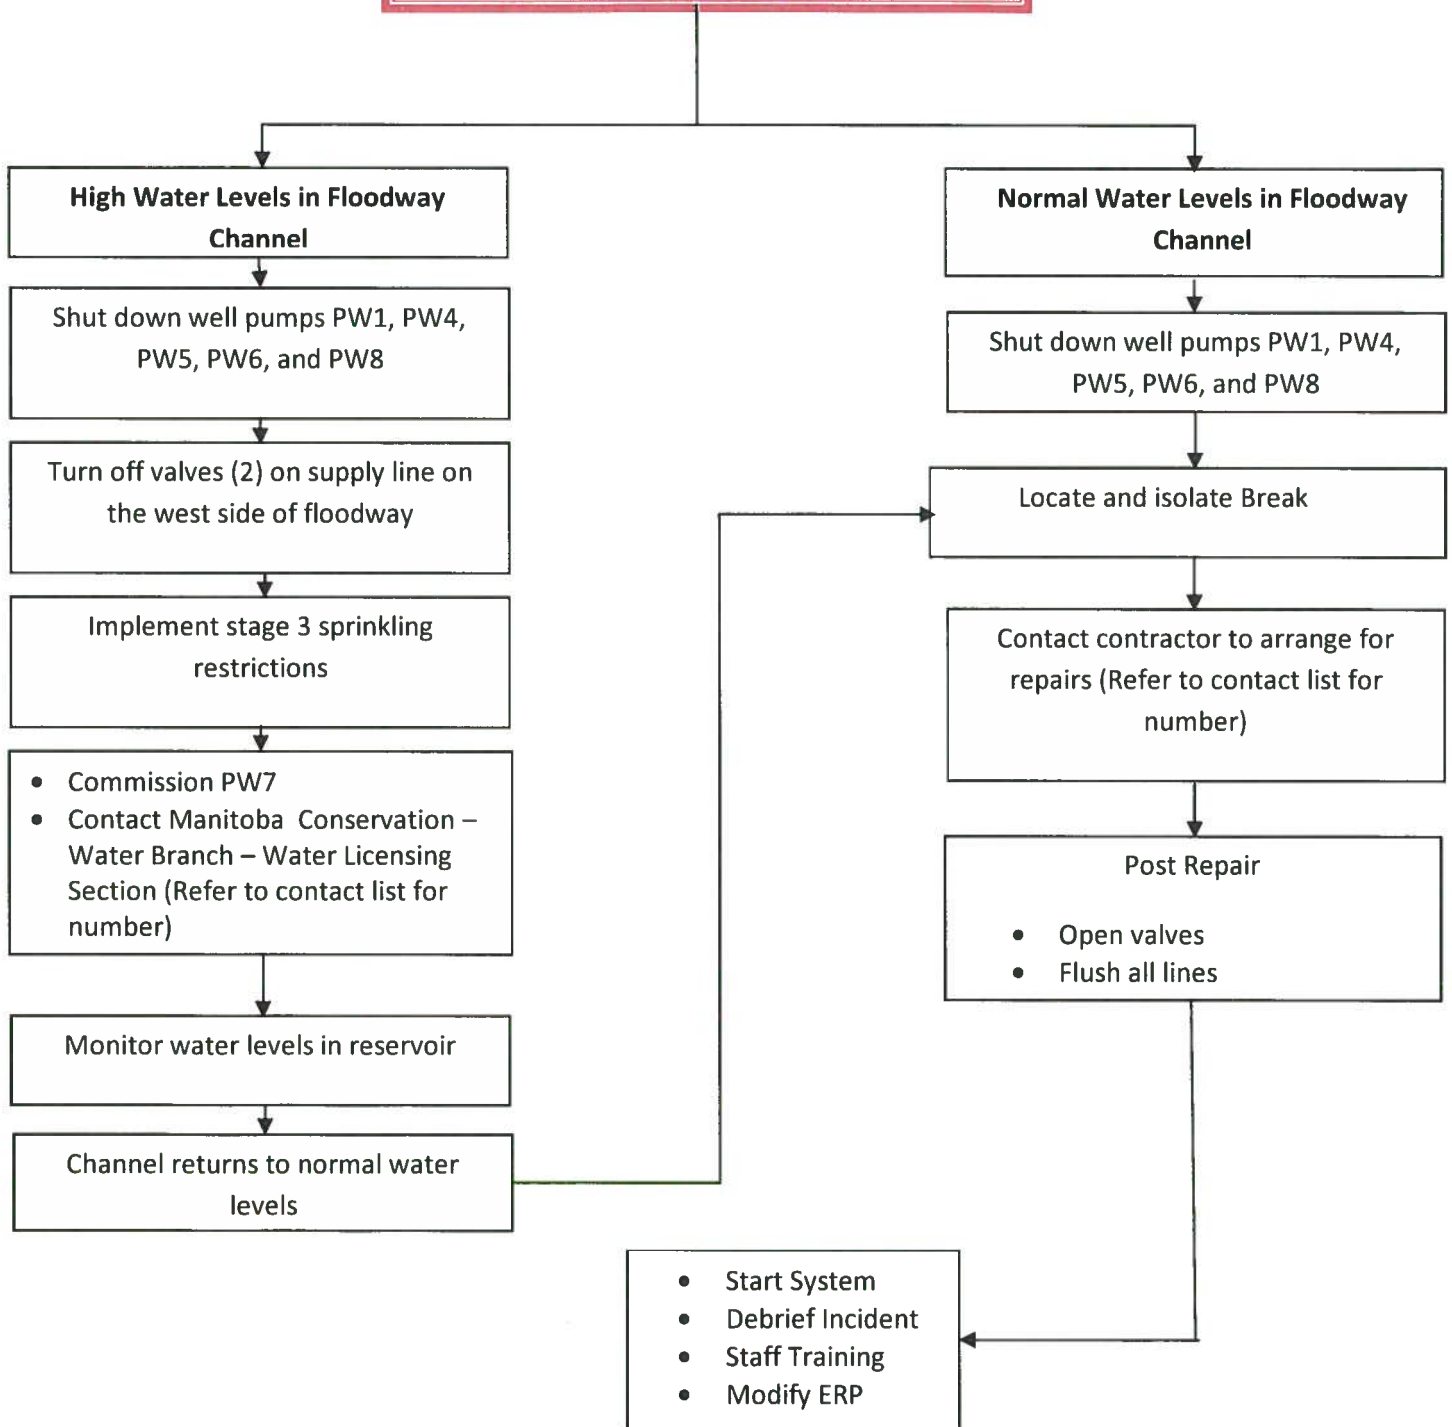 High Water Levels in Floodway
Channel
Shut down well pumps PW1, PW4,
PW5, PW6, and PW8
Turn off valves (2) on supply line on
the west side of floodway
Implement stage 3 sprinkling
restrictions
• Commission PW7
• Contact Manitoba Conservation –
Water Branch – Water Licensing
Section (Refer to contact list for
number)
Monitor water levels in reservoir
Channel returns to normal water
levels
Normal Water Levels in Floodway
Channel
Shut down well pumps PW1, PW4,
PW5, PW6, and PW8
Locate and isolate Break
Contact contractor to arrange for
repairs (Refer to contact list for
number)
Post Repair
• Open valves
• Flush all lines
• Start System
• Debrief Incident
• Staff Training
• Modify ERP